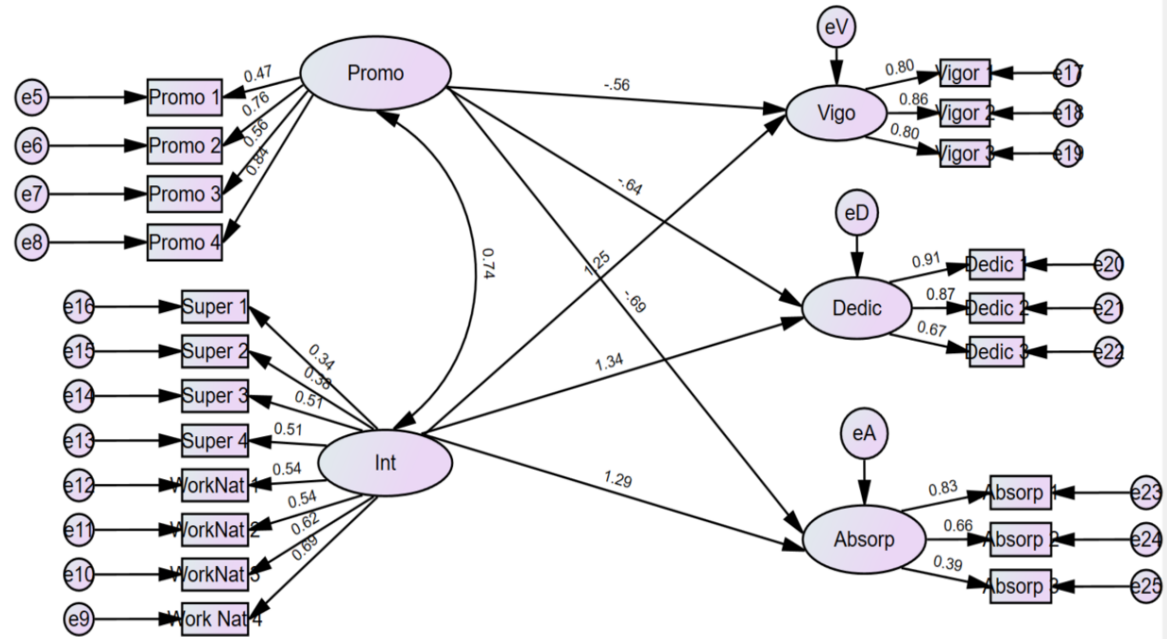 eV
Promo
0.47
0.76
0.56
0.84
e5
Promo 1
e6
Promo 2
e7
Promo 3
e8
Promo 4
-.56
-.64
-.69
0.74
Vigo
0.80
0.86
0.80
Vigor 1
e17
Vigor 2
e18
Vigor 3
e19
eD
Dedic
0.91
0.87
0.67
Dedic 1
e20
Dedic 2
e21
Dedic 3
e22
1.25
1.34
1.29
e16
Super 1
e15
Super 2
e14
Super 3
e13
Super 4
e12
WorkNat 1
e11
WorkNat 2
e10
WorkNat 3
e9
Work Nat 4
0.34
0.38
0.51
0.51
0.54
0.54
0.62
0.69
Int
eA
Absorp
0.83
0.66
0.39
Absorp 1
e23
Absorp 2
e24
Absorp 3
e25